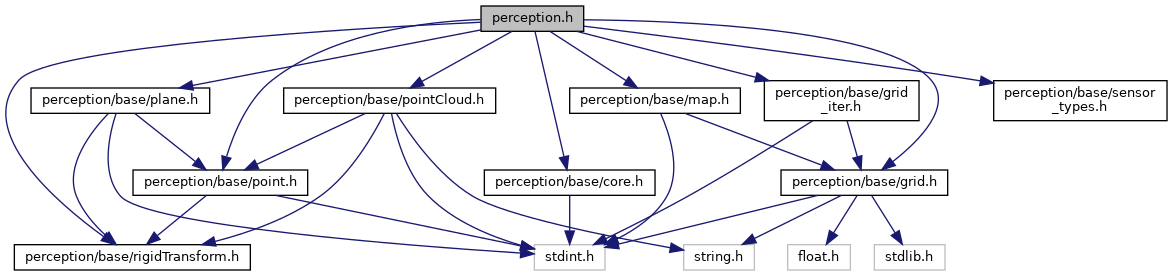 perception.h
perception/base/plane.h
perception/base/pointCloud.h
perception/base/map.h
perception/base/grid
_iter.h
perception/base/sensor
_types.h
perception/base/point.h
perception/base/core.h
perception/base/grid.h
perception/base/rigidTransform.h
stdint.h
string.h
float.h
stdlib.h